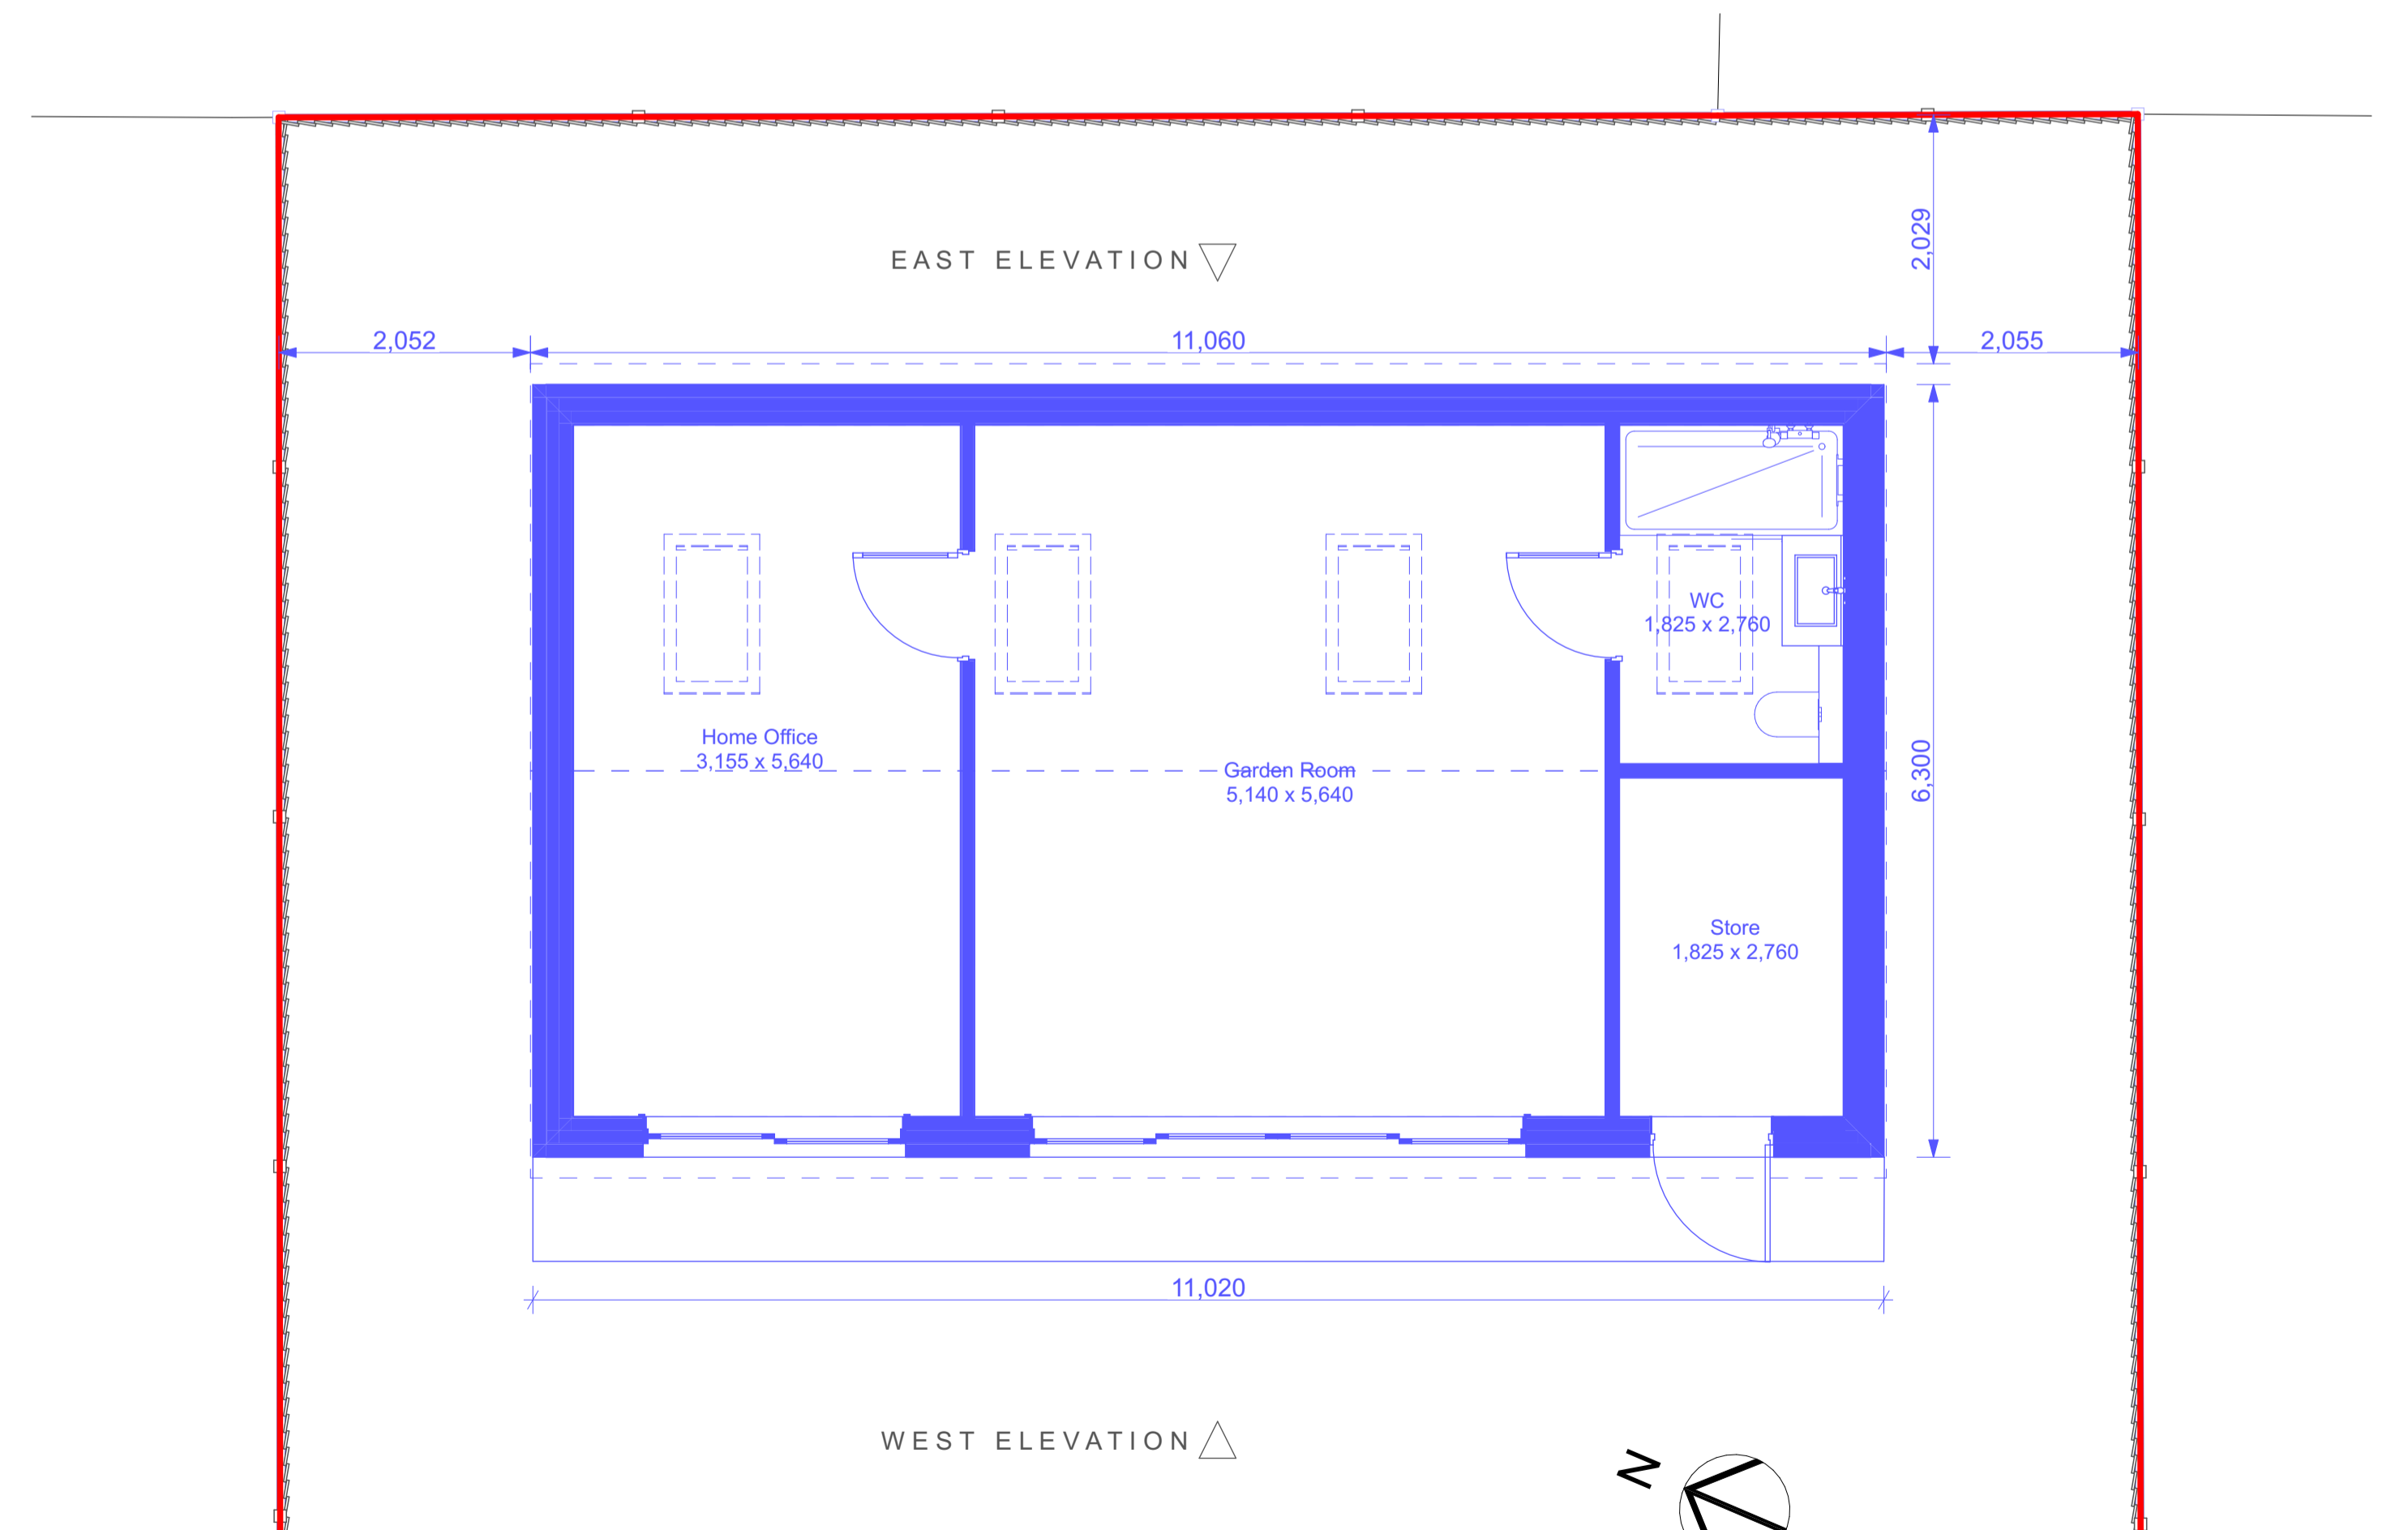 EAST ELEVATION
2,029
2,052
11,060
2,055
WC
1,825 x 2,760
Home Office
3,155 x 5,640
Garden Room
5,140 x 5,640
6,300
Store
1,825 x 2,760
11,020
WEST ELEVATION
N